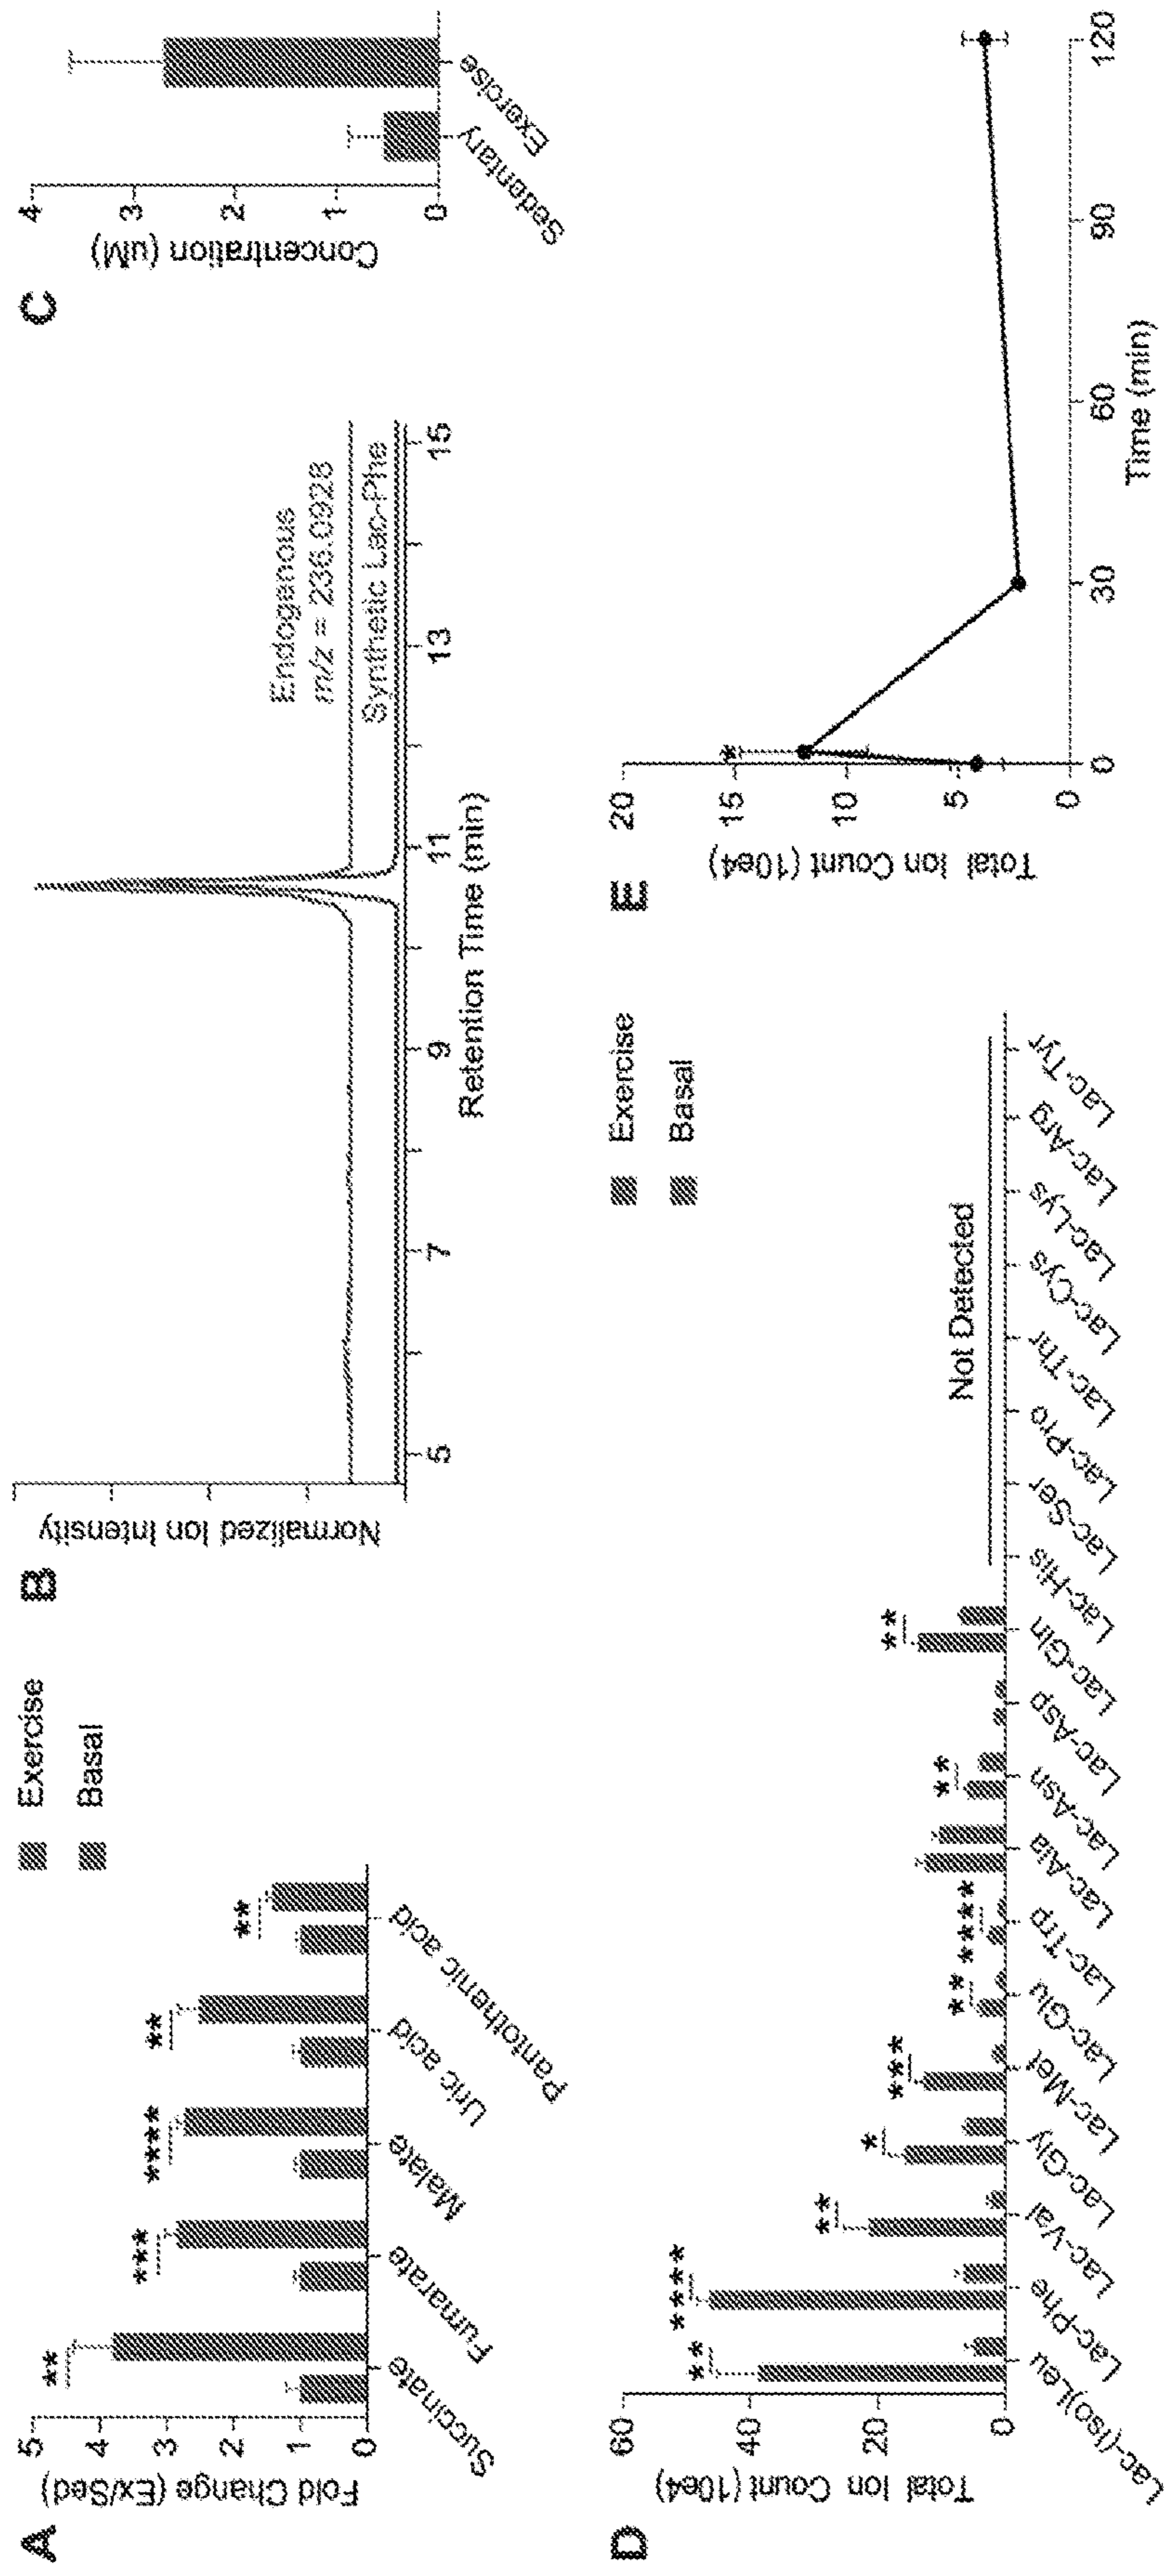 A
Fold Change (Ex/Sed)
5
4
3
2
1
0
**
***
****
**
**
Succinate
Fumarate
Malate
Uric acid
Pantothenic acid
Exercise
Basal
B
Normalized Ion Intensity
Endoganous
m/z = 236.0928
Synthetic Lac-Phe
5
7
9
11
13
15
Retention Time (min)
C
Concentration (uM)
4
3
2
1
0
Sedentary
Exercise
D
Total Ion Count (10e4)
60
40
20
0
**
****
**
*
***
**
****
**
**
Not Detected
Exercise
Basal
Lac-(Iso)Leu
Lac-Phe
Lac-Val
Lac-Gly
Lac-Met
Lac-Glu
Lac-Trp
Lac-Ala
Lac-Asn
Lac-Asp
Lac-Gln
Lac-His
Lac-Ser
Lac-Pro
Lac-Thr
Lac-Cys
Lac-Lys
Lac-Arg
Lac-Tyr
E
Total Ion Count (10e4)
20
15
10
5
0
*
0
30
60
90
120
Time (min)